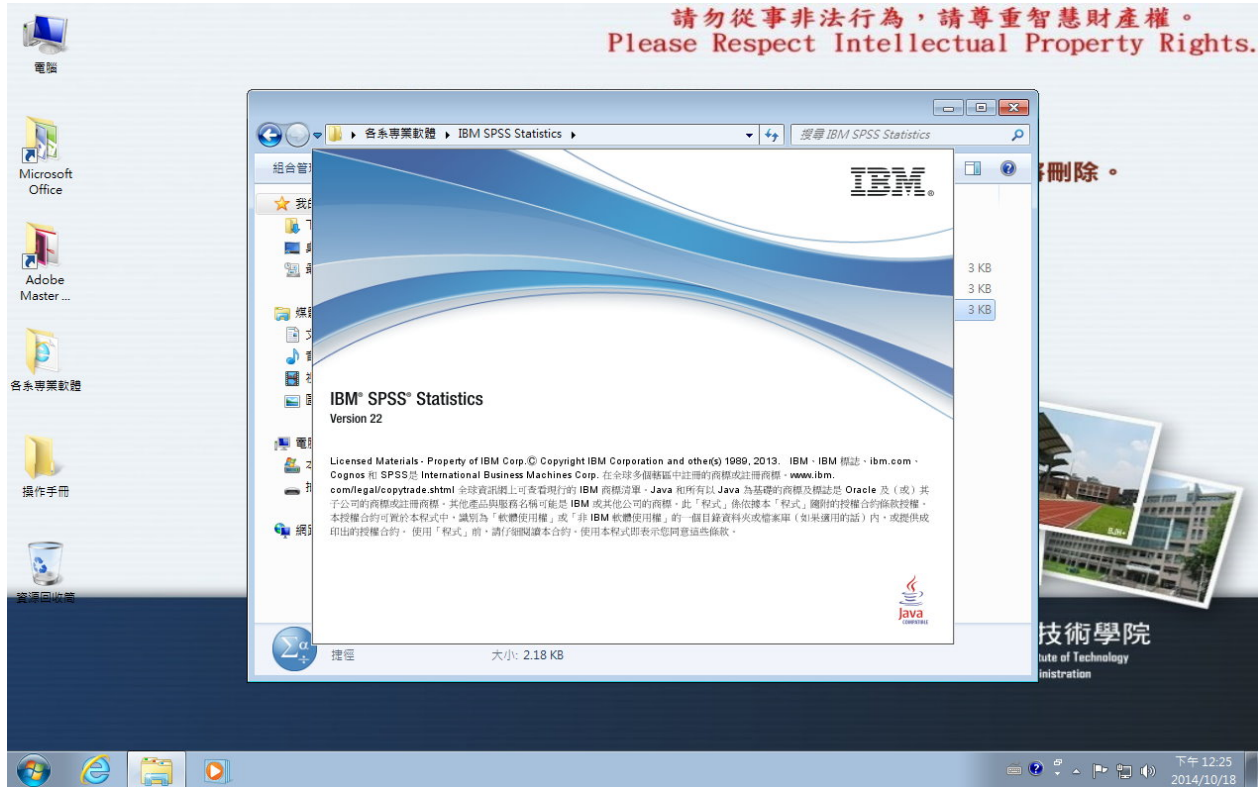 請勿從事非法行為，請尊重智慧財產權。
Please Respect Intellectual Property Rights.
電腦
Microsoft
Office
Adobe
Master ...
各系專業軟體
操作手冊
資源回收筒
各系專業軟體 ▸ IBM SPSS Statistics ▸
搜尋 IBM SPSS Statistics
組合管
刪除。
3 KB
3 KB
3 KB
IBM®
IBM® SPSS® Statistics
Version 22
Licensed Materials - Property of IBM Corp.© Copyright IBM Corporation and other(s) 1989, 2013. IBM、IBM 標誌、ibm.com、
Cognos 和 SPSS是 International Business Machines Corp. 在全球多個轄區中註冊的商標或註冊商標。www.ibm.
com/legal/copytrade.shtml 全球資訊網上可查看現行的 IBM 商標清單。Java 和所有以 Java 為基礎的商標及標誌是 Oracle 及（或）其
子公司的商標或註冊商標。其他產品與服務名稱可能是 IBM 或其他公司的商標。此「程式」係依據本「程式」隨附的授權合約條款授權。
本授權合約可置於本程式中，識別為「軟體使用權」或「非 IBM 軟體使用權」的一個目錄資料夾或檔案庫（如果適用的話）內，或提供成
印出的授權合約。使用「程式」前，請仔細閱讀本合約。使用本程式即表示您同意這些條款。
Java
COMPATIBLE
捷徑
大小: 2.18 KB
技術學院
tute of Technology
inistration
下午 12:25
2014/10/18